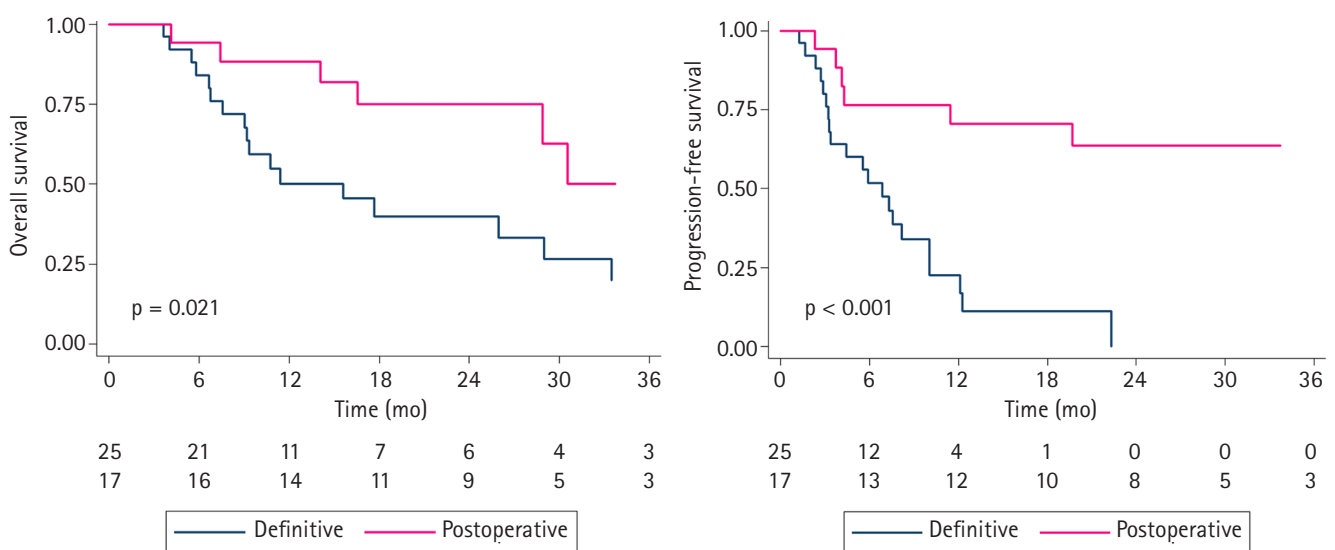 Overall survival
1.00
0.75
0.50
0.25
0.00
p = 0.021
0 6 12 18 24 30 36
Time (mo)
25 21 11 7 6 4 3
17 16 14 11 9 5 3
Definitive Postoperative
Progression-free survival
1.00
0.75
0.50
0.25
0.00
p < 0.001
0 6 12 18 24 30 36
Time (mo)
25 12 4 1 0 0 0
17 13 12 10 8 5 3
Definitive Postoperative